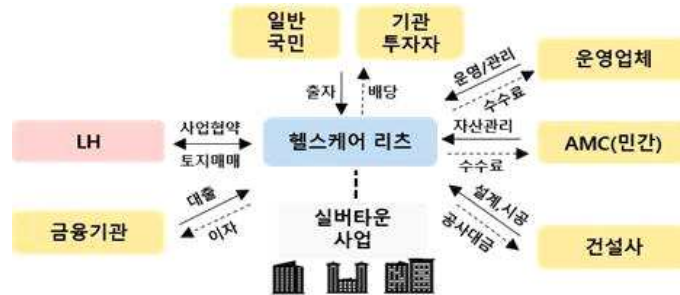 일반
국민
기관
투자자
출자
배당
운영/관리
수수료
운영업체
LH
사업협약
토지매매
헬스케어 리츠
자산관리
수수료
AMC(민간)
대출
이자
금융기관
실버타운
사업
설계,시공
공사대금
건설사